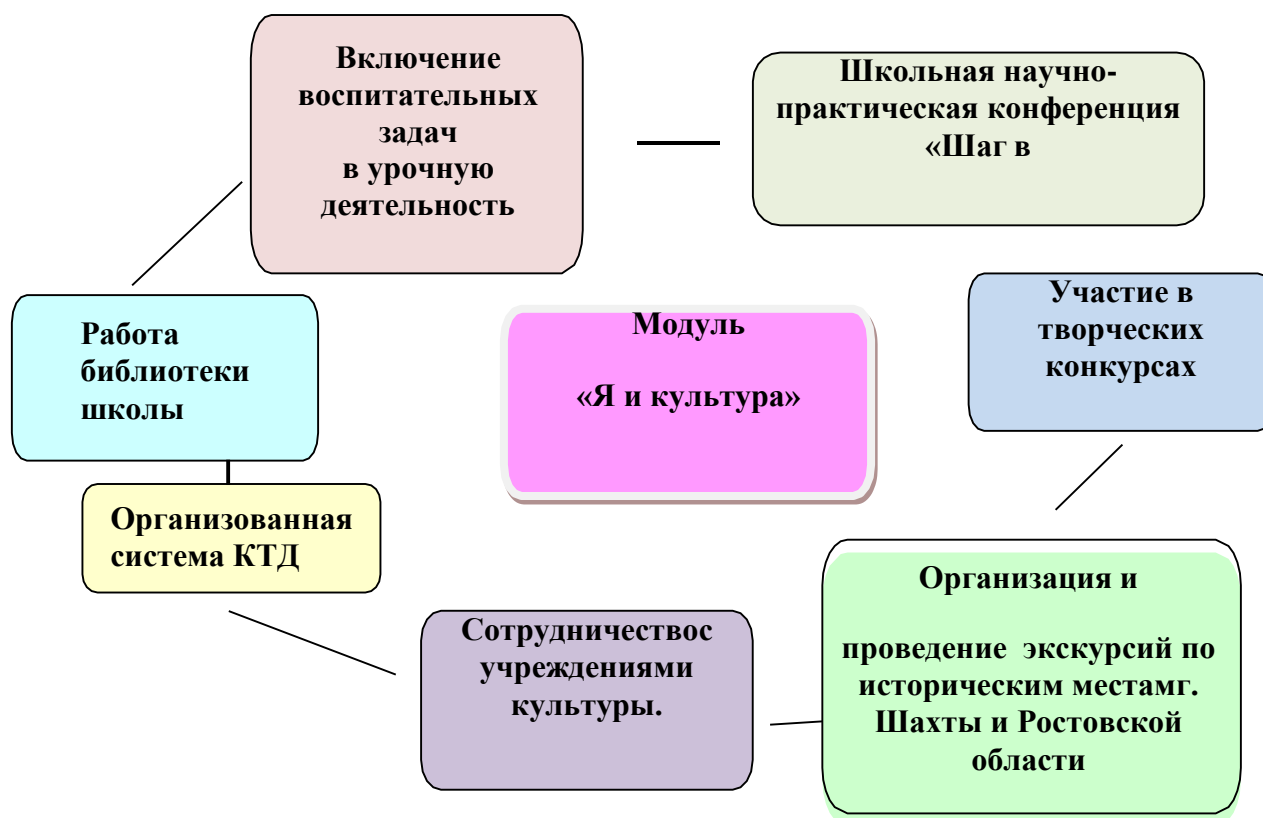 Включение
воспитательных
задач
в урочную
деятельность
Школьная научно-
практическая конференция
«Шаг в
Работа
библиотеки
школы
Модуль
«Я и культура»
Участие в
творческих
конкурсах
Организованная
система КТД
Сотрудничествос
учреждениями
культуры.
Организация и
проведение экскурсий по
историческим местамг.
Шахты и Ростовской
области